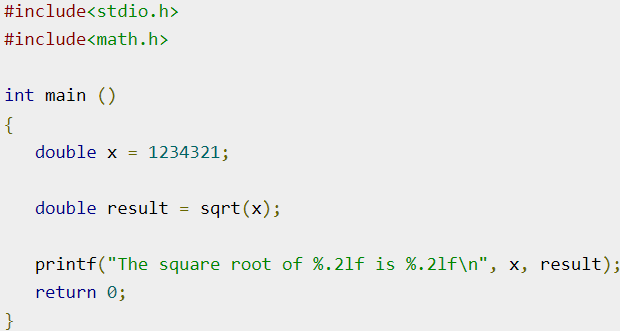 #include<stdio.h>
#include<math.h>
int main ()
{
double x = 1234321;
double result = sqrt(x);
printf("The square root of %.2lf is %.2lf\n", x, result);
return 0;
}